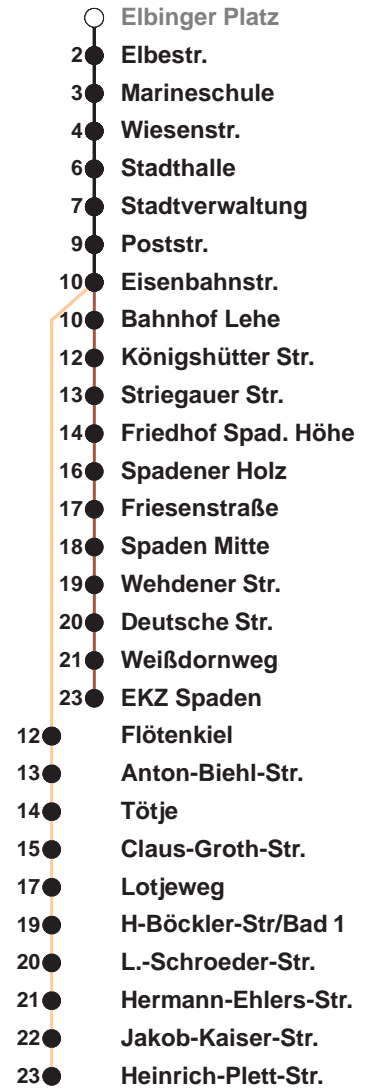 Elbinger Platz
2 Elbestr.
3 Marineschule
4 Wiesenstr.
6 Stadthalle
7 Stadtverwaltung
9 Poststr.
10 Eisenbahnstr.
10 Bahnhof Lehe
12 Königshütter Str.
13 Striegauer Str.
14 Friedhof Spad. Höhe
16 Spadener Holz
17 Friesenstraße
18 Spaden Mitte
19 Wehdener Str.
20 Deutsche Str.
21 Weißdornweg
23 EKZ Spaden
12 Flötenkiel
13 Anton-Biehl-Str.
14 Tötje
15 Claus-Groth-Str.
17 Lotjeweg
19 H-Böckler-Str/Bad 1
20 L.-Schroeder-Str.
21 Hermann-Ehlers-Str.
22 Jakob-Kaiser-Str.
23 Heinrich-Plett-Str.